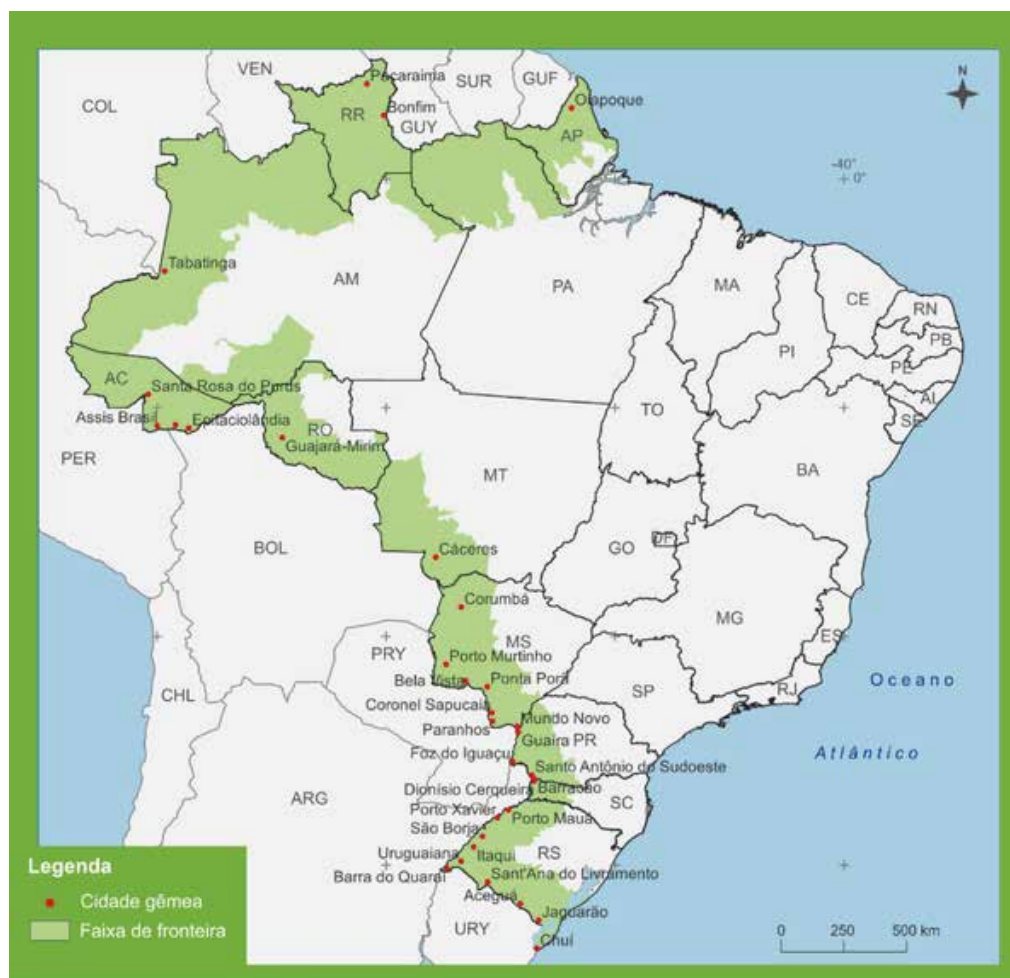 N
VEN
Pacaraima
SUR
GUF
COL
Bonfim
Oiapoque
RR
GUY
AP
-40°
0°
Tabatinga
AM
PA
MA
CE
RN
PB
PI
PE
AL
SE
AC
Santa Rosa do Purus
Assis Brasil
Epitaciolândia
RO
Guajará-Mirim
TO
PER
MT
BA
BOL
GO
DF
Cáceres
Corumbá
MG
ES
MS
PRY
Porto Murtinho
Bela Vista
Ponta Porã
SP
RJ
Oceano
CHL
Coronel Sapucaia
Paranhos
Mundo Novo
Guaíra
PR
Foz do Iguaçu
Atlântico
Santo Antônio do Sudoeste
Dionísio Cerqueira
Barracão
SC
ARG
Porto Xavier
Porto Mauá
São Borja
RS
Uruguaiana
Itaqui
Barra do Quaraí
Sant'Ana do Livramento
Aceguá
Jaguarão
URY
Chuí
Legenda
Cidade gêmea
Faixa de fronteira
0 250 500 km